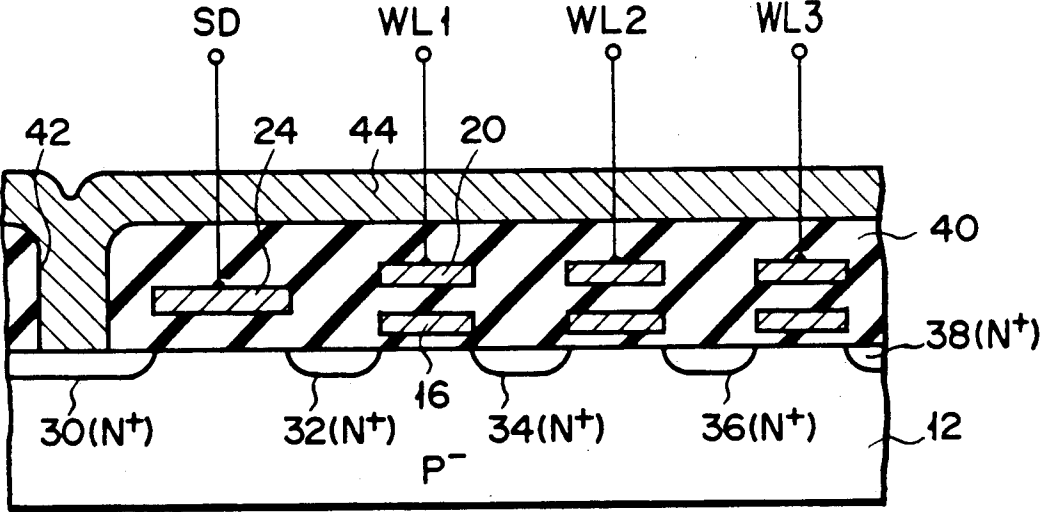 SD WL1 WL2 WL3
42 24 44 20
40
38(N+)
30(N+) 32(N+) 16 34(N+) 36(N+) 12
P-